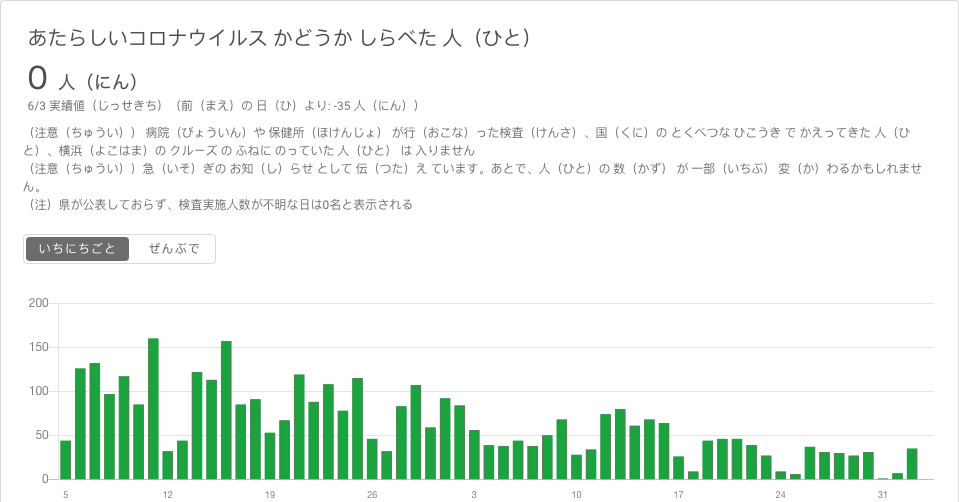 あたらしいコロナウイルス かどうか しらべた 人（ひと）
0 人（にん）
6/3 実績値（じっせきち）（前（まえ）の 日（ひ）より: -35 人（にん））
（注意（ちゅうい）） 病院（びょういん）や 保健所（ほけんじょ） が行（おこな）った検査（けんさ）、国（くに）の とくべつな ひこうき で かえってきた 人（ひ
と）、横浜（よこはま）の クルーズ の ふねに のっていた 人（ひと） は 入りません
（注意（ちゅうい））急（いそ）ぎの お知（し）らせ として 伝（つた）え ています。あとで、人（ひと）の 数（かず） が 一部（いちぶ） 変（か）わるかもしれませ
ん。
（注）県が公表しておらず、検査実施人数が不明な日は0名と表示される
いちにちごと ぜんぶで
200
150
100
50
0
5 12 19 26 3 10 17 24 31